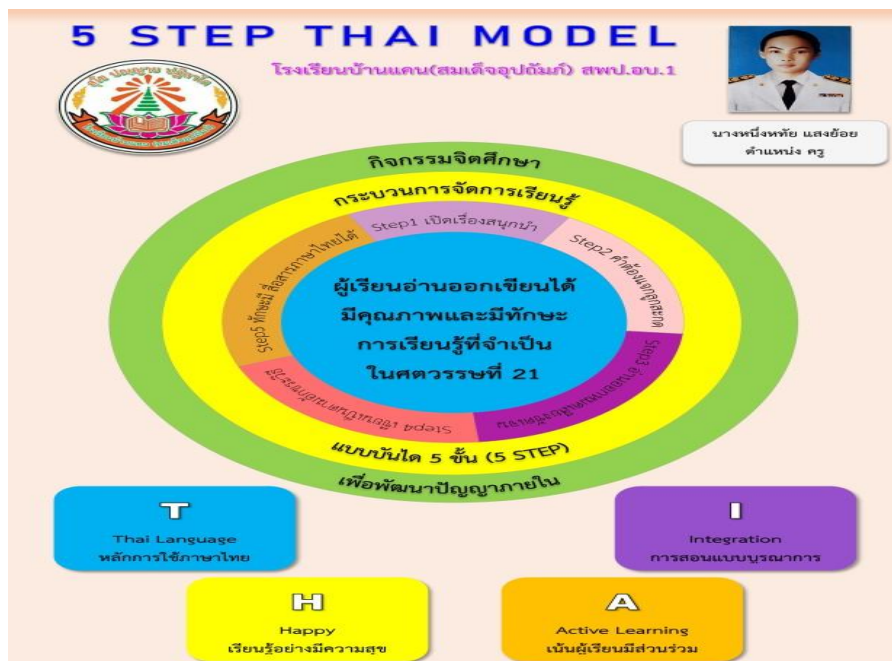 5 STEP THAI MODEL
โรงเรียนบ้านแคน(สมเด็จอุปถัมภ์) สพป.อบ.1
นางหนึ่งหทัย แสงย้อย
ตำแหน่ง ครู
กิจกรรมจิตศึกษา
กระบวนการจัดการเรียนรู้
Step1 เปิดเรื่องสนุกนำ
Step2 คำต้องแจกลูกสะกด
Step3
Step4
Step5 ทักษะมี สื่อสารภาษาไทยได้
ผู้เรียนอ่านออกเขียนได้
มีคุณภาพและมีทักษะ
การเรียนรู้ที่จำเป็น
ในศตวรรษที่ 21
แบบบันได 5 ขั้น (5 STEP)
เพื่อพัฒนาปัญญาภายใน
T
Thai Language
หลักการใช้ภาษาไทย
H
Happy
เรียนรู้อย่างมีความสุข
A
Active Learning
เน้นผู้เรียนมีส่วนร่วม
I
Integration
การสอนแบบบูรณาการ